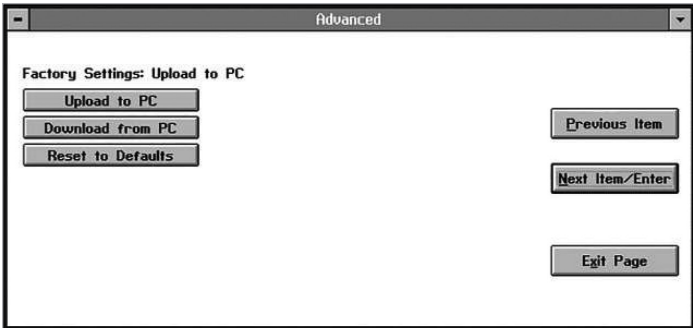 Advanced
Factory Settings: Upload to PC
Upload to PC
Download from PC
Reset to Defaults
Previous Item
Next Item/Enter
Exit Page